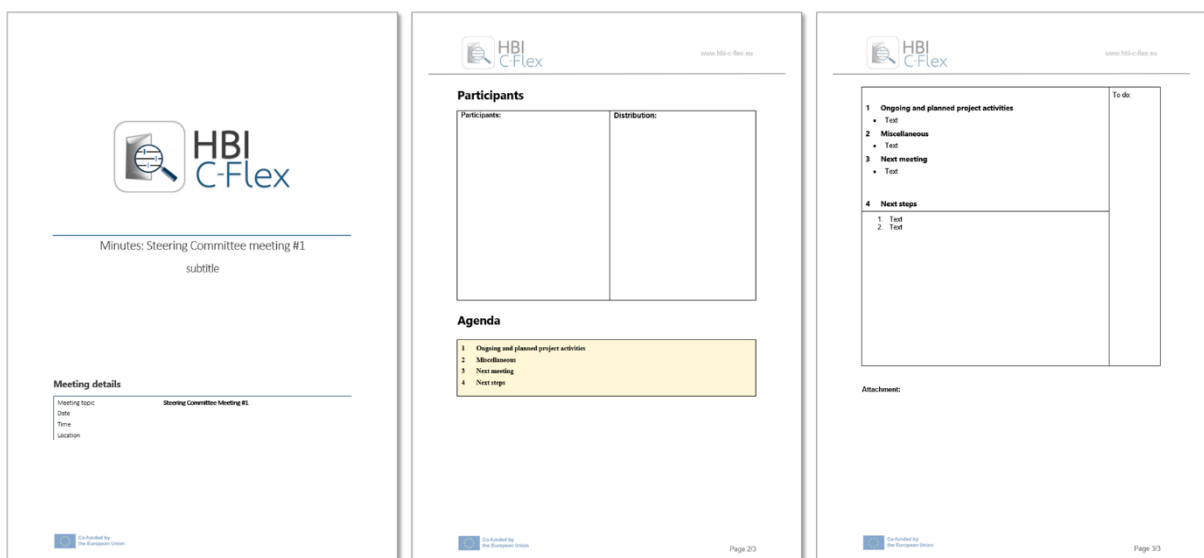 HBI
C-Flex
Minutes: Steering Committee meeting #1
subtitle
Meeting details
Meeting topic Steering Committee Meeting #1
Date
Time
Location
Co-funded by
the European Union
HBI
C-Flex
www.hbi-c-flex.eu
Participants
Participants: Distribution:
Agenda
1 Ongoing and planned project activities
2 Miscellaneous
3 Next meeting
4 Next steps
Co-funded by
the European Union
Page 2/3
HBI
C-Flex
www.hbi-c-flex.eu
To do:
1 Ongoing and planned project activities
• Text
2 Miscellaneous
• Text
3 Next meeting
• Text
4 Next steps
1. Text
2. Text
Attachment:
Co-funded by
the European Union
Page 3/3